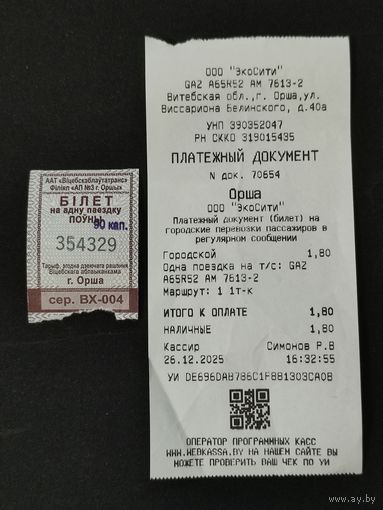 ААТ «Віцебскаблаўтатранс»
Філіял «АП №3 г. Оршы»
БІЛЕТ
на адну паездку
ПОЎНЫ
90 кап.
354329
Тарыф, згодна дзеючага рашэння
Віцебскага аблвыканкама
г. Орша
сер. ВХ-004
ООО "ЭкоСити"
GAZ A65R52 AM 7613-2
Витебская обл.,г. Орша,ул.
Виссариона Белинского, д.40а
УНП 390352047
РН СККО 319015435
ПЛАТЕЖНЫЙ ДОКУМЕНТ
N док. 70654
Орша
ООО "ЭкоСити"
Платежный документ (билет) на
городские перевозки пассажиров в
регулярном сообщении
Городской 1,80
Одна поездка на т/с: GAZ
A65R52 AM 7613-2
Маршрут: 1 1т-к
ИТОГО К ОПЛАТЕ 1,80
НАЛИЧНЫЕ 1,80
Кассир Симонов Р.В
26.12.2025 16:32:55
УИ DE696DAB786C1F8B1303CA0B
ОПЕРАТОР ПРОГРАММНЫХ КАСС
WWW.WEBKASSA.BY НА НАШЕМ САЙТЕ ВЫ
МОЖЕТЕ ПРОВЕРИТЬ ВАШ ЧЕК ПО УИ
www.ay.by